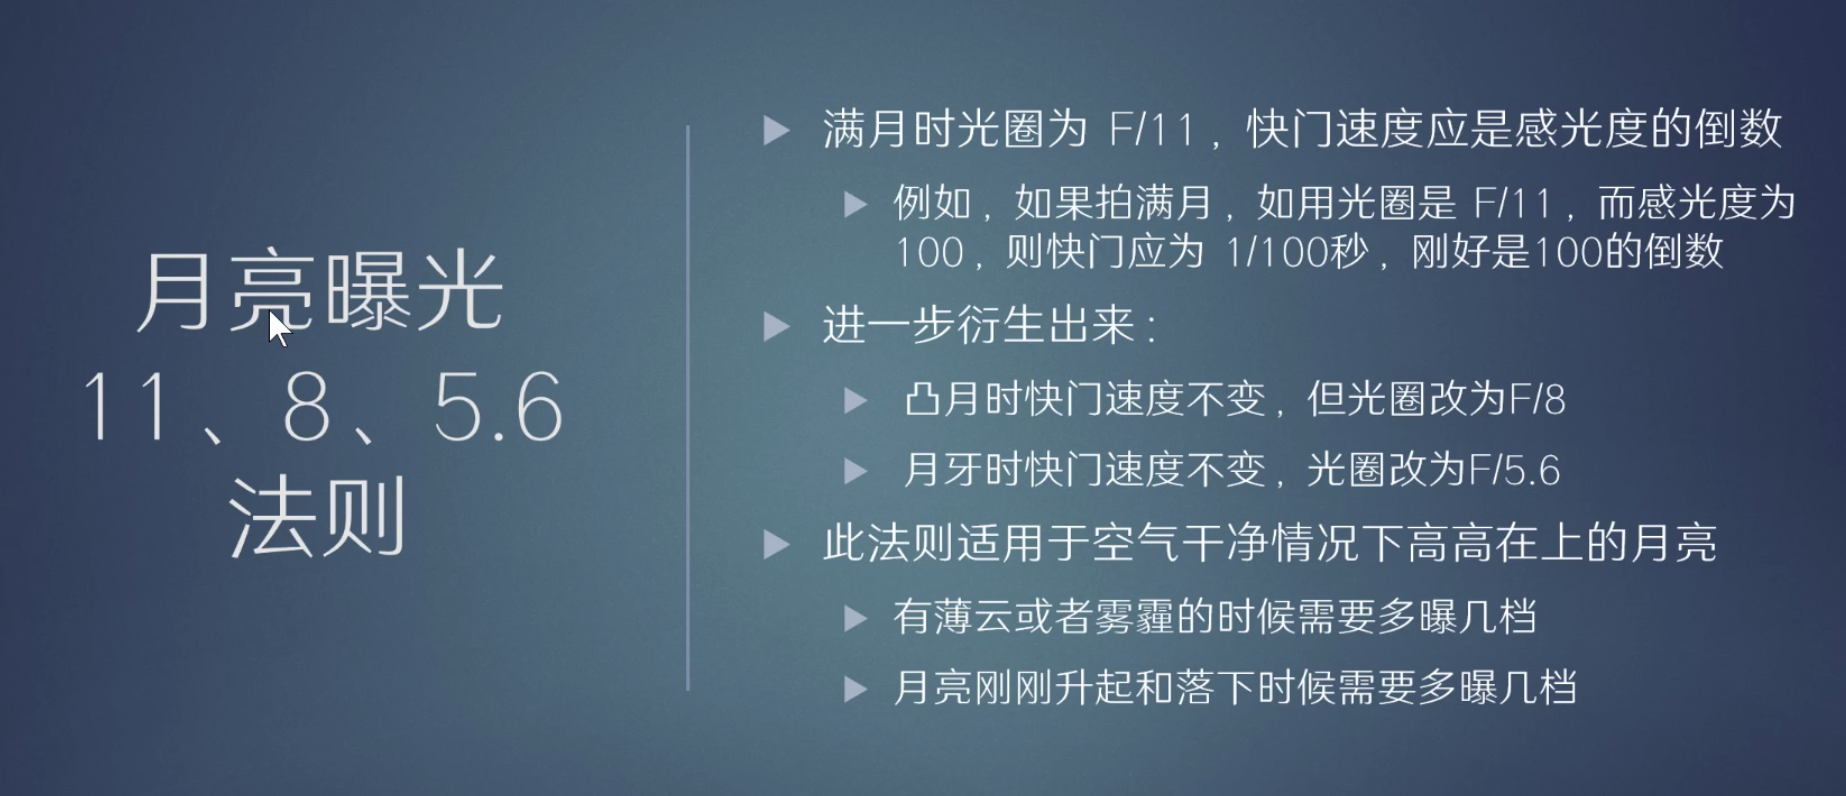 月亮曝光
11、8、5.6
法则
满月时光圈为 F/11，快门速度应是感光度的倒数
例如，如果拍满月，如用光圈是 F/11，而感光度为
100，则快门应为 1/100秒，刚好是100的倒数
进一步衍生出来：
凸月时快门速度不变，但光圈改为F/8
月牙时快门速度不变，光圈改为F/5.6
此法则适用于空气干净情况下高高在上的月亮
有薄云或者雾霾的时候需要多曝几档
月亮刚刚升起和落下时候需要多曝几档